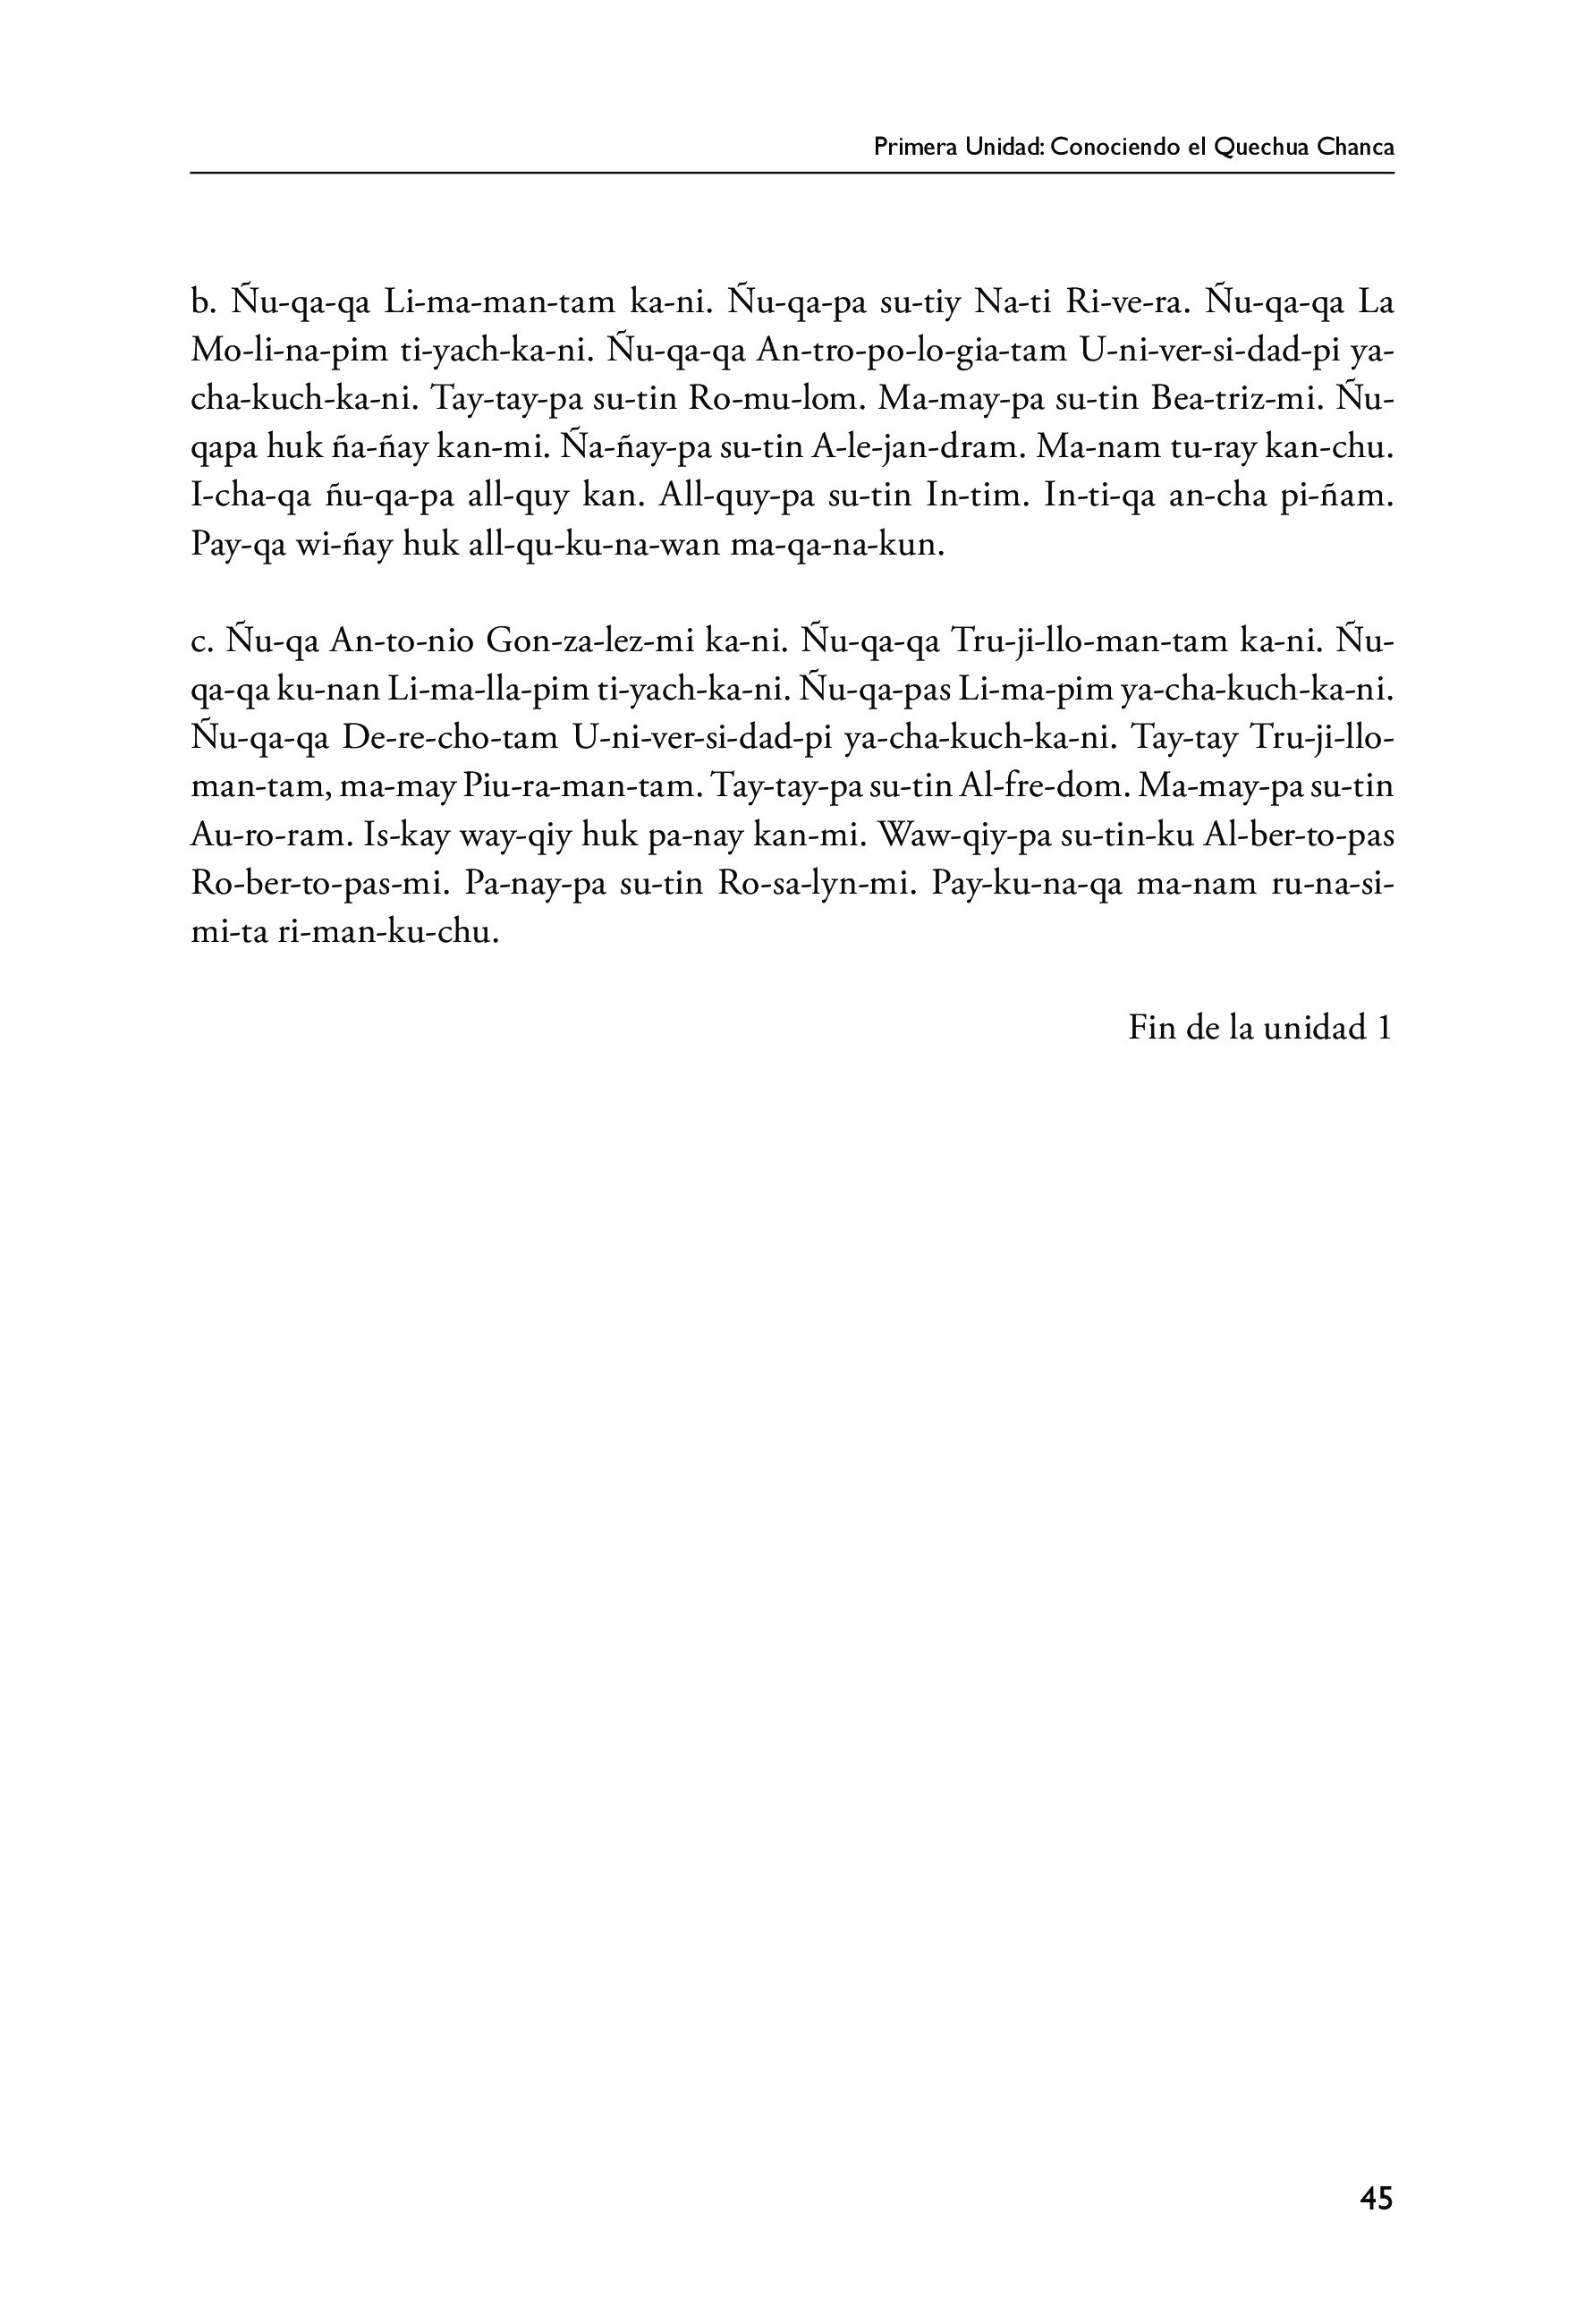 Primera Unidad: Conociendo el Quechua Chanca
b. Ñu-qa-qa Li-ma-man-tam ka-ni. Ñu-qa-pa su-tiy Na-ti Ri-ve-ra. Ñu-qa-qa La
Mo-li-na-pim ti-yach-ka-ni. Ñu-qa-qa An-tro-po-lo-gia-tam U-ni-ver-si-dad-pi ya-
cha-kuch-ka-ni. Tay-tay-pa su-tin Ro-mu-lom. Ma-may-pa su-tin Bea-triz-mi. Ñu-
qapa huk ña-ñay kan-mi. Ña-ñay-pa su-tin A-le-jan-dram. Ma-nam tu-ray kan-chu.
I-cha-qa ñu-qa-pa all-quy kan. All-quy-pa su-tin In-tim. In-ti-qa an-cha pi-ñam.
Pay-qa wi-ñay huk all-qu-ku-na-wan ma-qa-na-kun.
c. Ñu-qa An-to-nio Gon-za-lez-mi ka-ni. Ñu-qa-qa Tru-ji-llo-man-tam ka-ni. Ñu-
qa-qa ku-nan Li-ma-lla-pim ti-yach-ka-ni. Ñu-qa-pas Li-ma-pim ya-cha-kuch-ka-ni.
Ñu-qa-qa De-re-cho-tam U-ni-ver-si-dad-pi ya-cha-kuch-ka-ni. Tay-tay Tru-ji-llo-
man-tam, ma-may Piu-ra-man-tam. Tay-tay-pa su-tin Al-fre-dom. Ma-may-pa su-tin
Au-ro-ram. Is-kay way-qiy huk pa-nay kan-mi. Waw-qiy-pa su-tin-ku Al-ber-to-pas
Ro-ber-to-pas-mi. Pa-nay-pa su-tin Ro-sa-lyn-mi. Pay-ku-na-qa ma-nam ru-na-si-
mi-ta ri-man-ku-chu.
Fin de la unidad 1
45